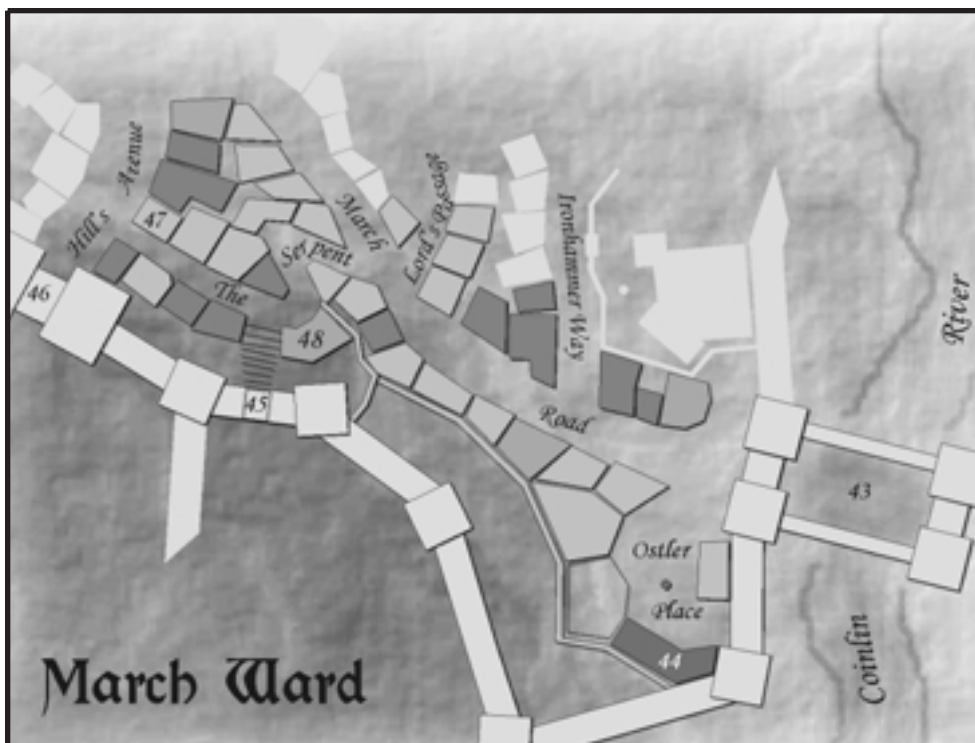 Hill's Avenue
March
Lord's Passage
Ironhammer Way
47
The Serpent
46
48
45
Road
River
43
Ostler
Place
44
Coinlin
March Ward